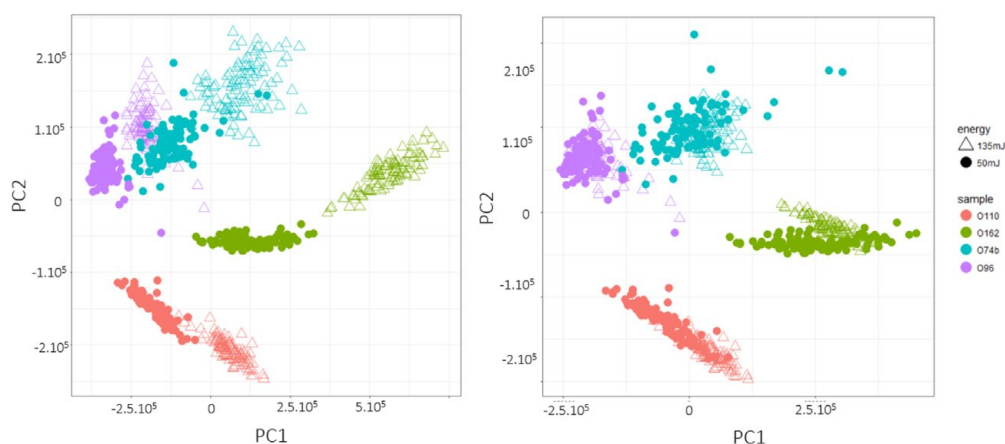 2.10⁵
1.10⁵
0
-1.10⁵
-2.10⁵
PC2
-2.5.10⁵ 0 2.5.10⁵ 5.10⁵
PC1
2.10⁵
1.10⁵
0
-1.10⁵
-2.10⁵
PC2
-2.5.10⁵ 0 2.5.10⁵
PC1
energy
135mJ
50mJ
sample
O110
O162
O74b
O96